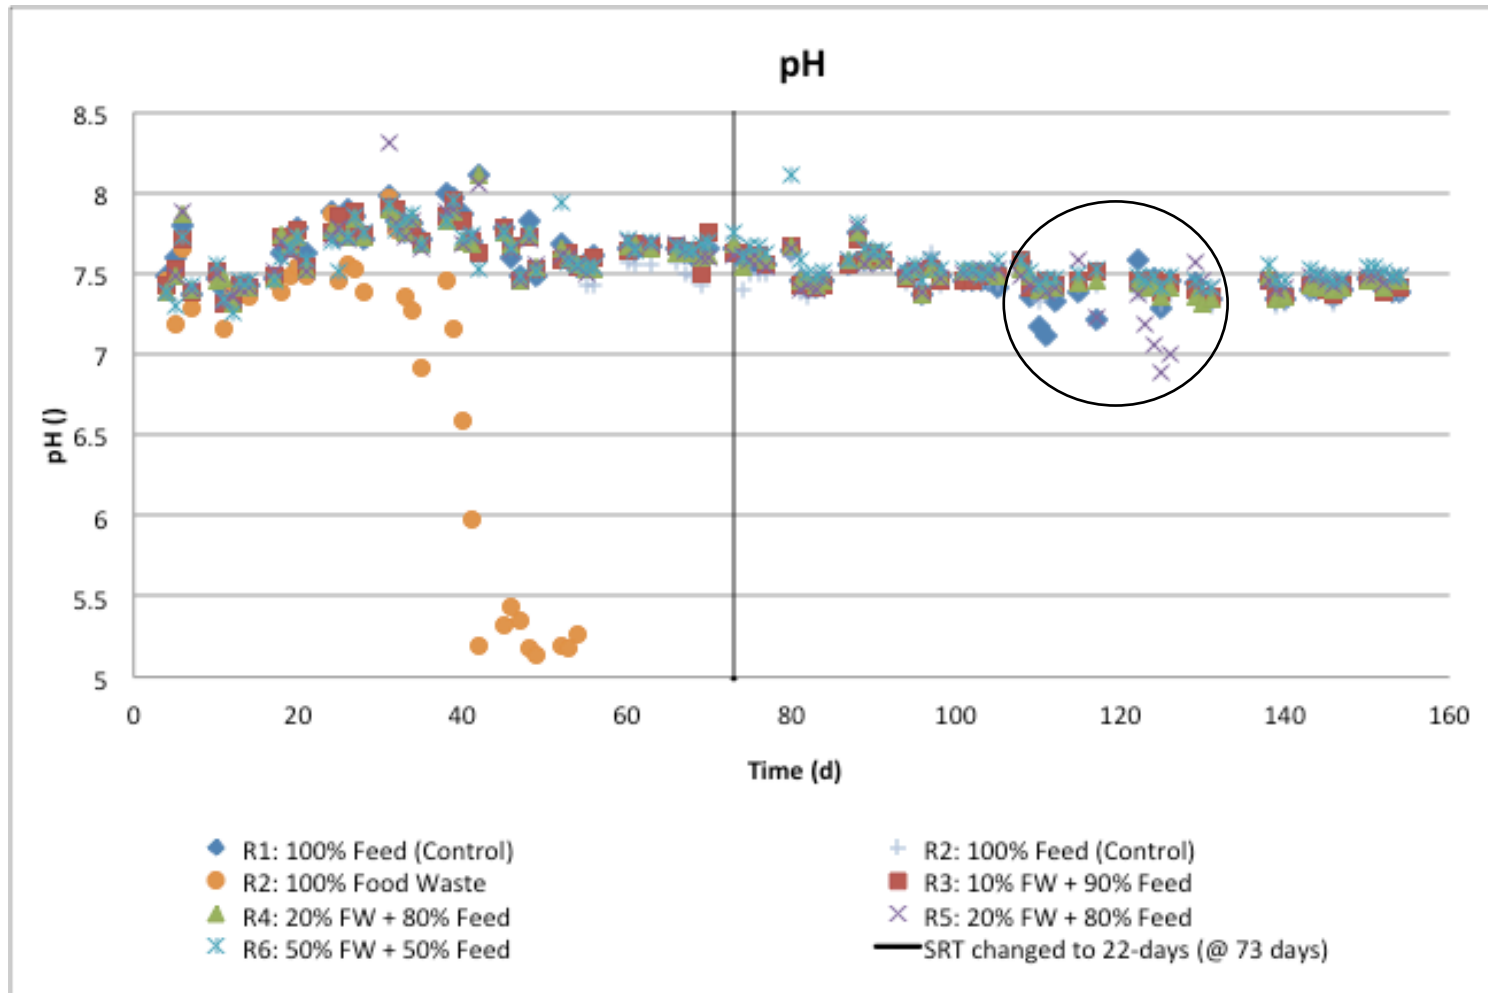 pH
8.5
8
7.5
7
6.5
6
5.5
5
pH ()
0 20 40 60 80 100 120 140 160
Time (d)
R1: 100% Feed (Control) R2: 100% Feed (Control)
R2: 100% Food Waste R3: 10% FW + 90% Feed
R4: 20% FW + 80% Feed R5: 20% FW + 80% Feed
R6: 50% FW + 50% Feed SRT changed to 22-days (@ 73 days)